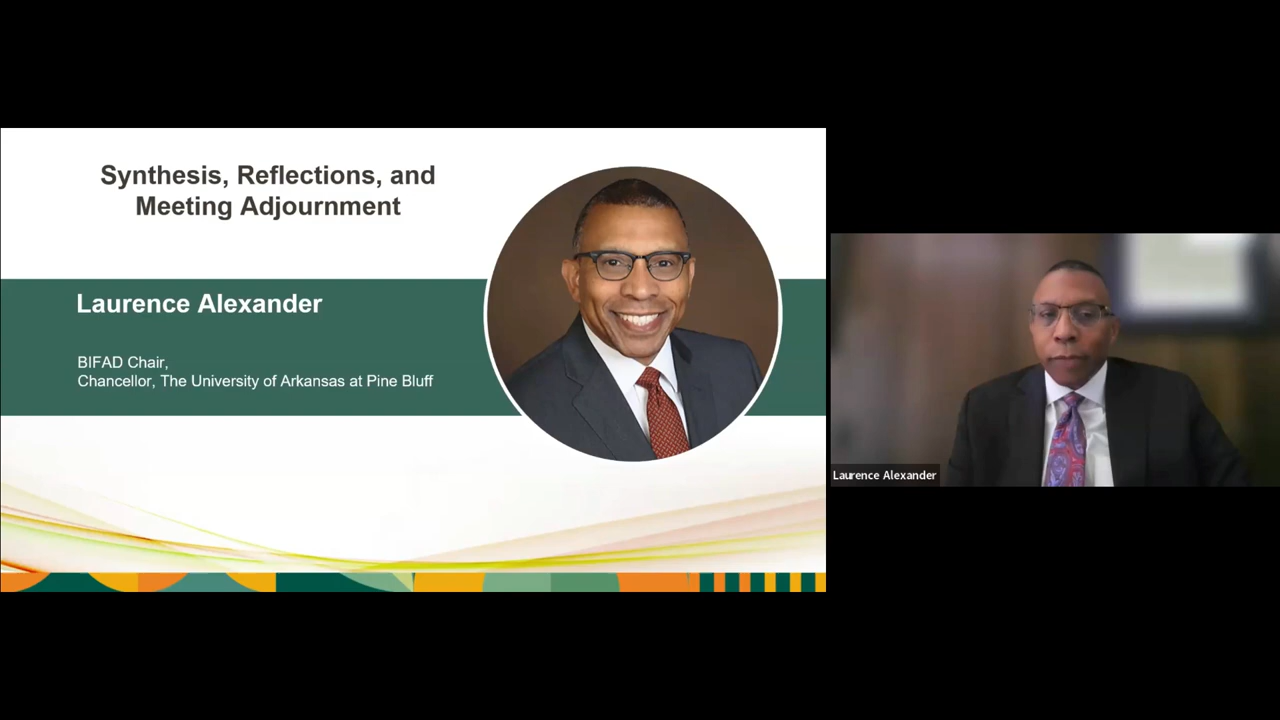 Synthesis, Reflections, and
Meeting Adjournment
Laurence Alexander
BIFAD Chair,
Chancellor, The University of Arkansas at Pine Bluff
Laurence Alexander